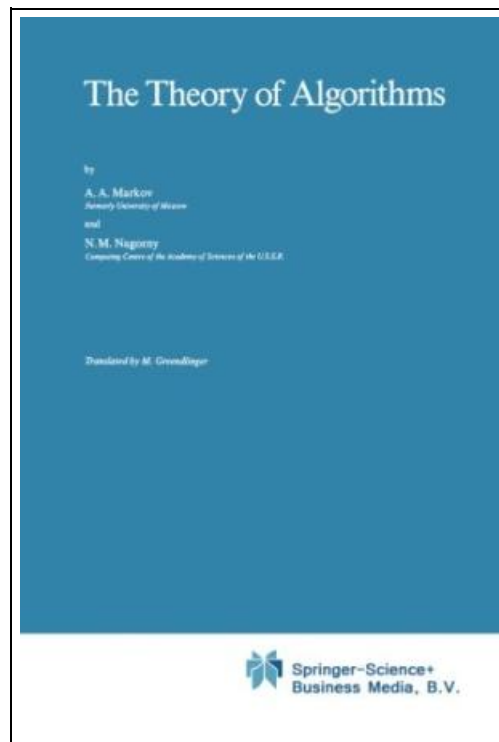 The Theory of Algorithms
by
A. A. Markov
Formerly University of Moscow
and
N. M. Nagorny
Computing Centre of the Academy of Sciences of the U.S.S.R.
Translated by M. Greendlinger
Springer-Science+
Business Media, B.V.